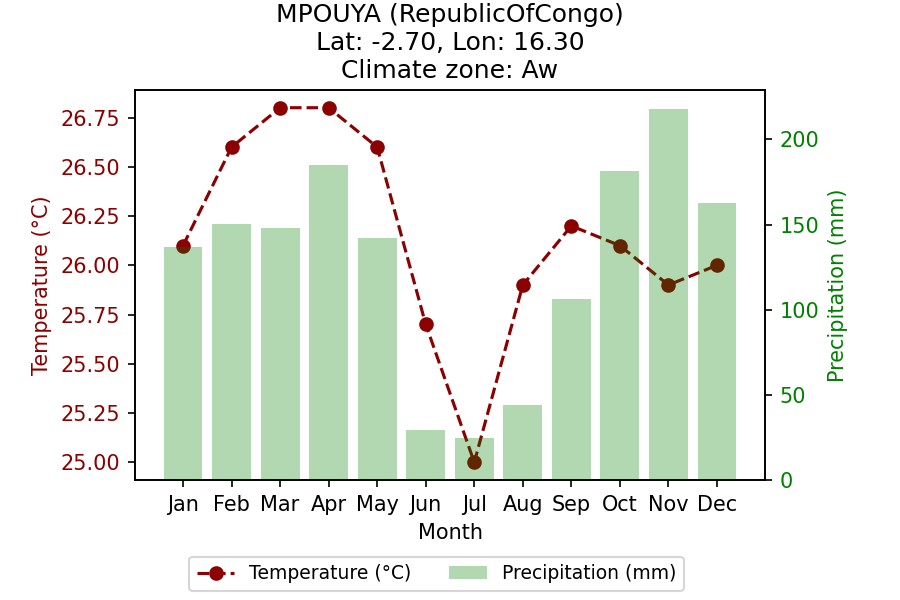 MPOUYA (RepublicOfCongo)
Lat: -2.70, Lon: 16.30
Climate zone: Aw
Temperature (°C)
26.75
26.50
26.25
26.00
25.75
25.50
25.25
25.00
200
150
100
50
0
Precipitation (mm)
Jan Feb Mar Apr May Jun Jul Aug Sep Oct Nov Dec
Month
Temperature (°C) Precipitation (mm)